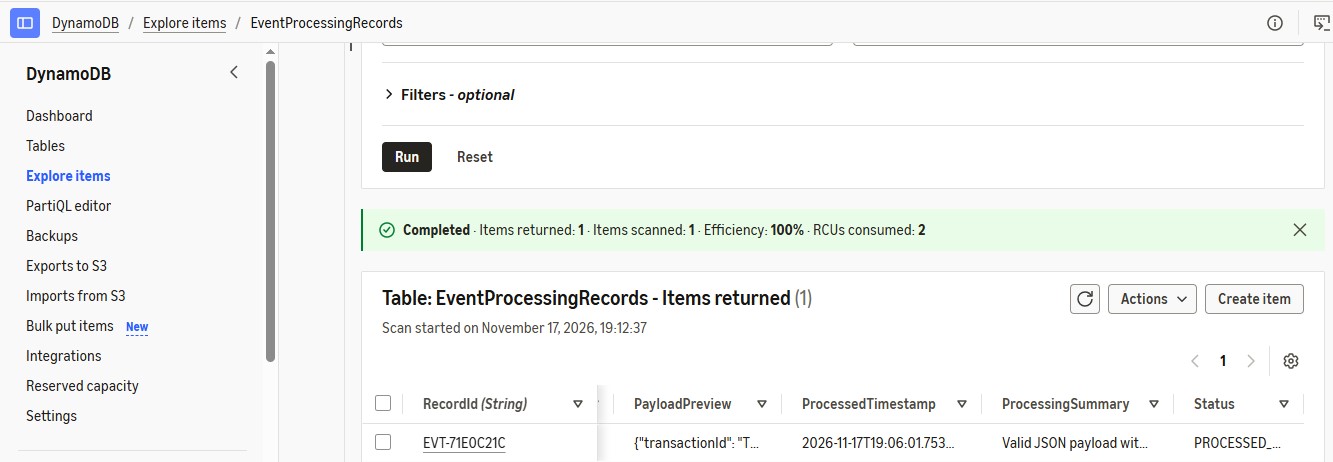 DynamoDB / Explore items / EventProcessingRecords
DynamoDB
Dashboard
Tables
Explore items
PartiQL editor
Backups
Exports to S3
Imports from S3
Bulk put items New
Integrations
Reserved capacity
Settings
Filters - optional
Run Reset
Completed · Items returned: 1 · Items scanned: 1 · Efficiency: 100% · RCUs consumed: 2
Table: EventProcessingRecords - Items returned (1)
Actions Create item
Scan started on November 17, 2026, 19:12:37
1
RecordId (String) PayloadPreview ProcessedTimestamp ProcessingSummary Status
EVT-71E0C21C {"transactionId": "T... 2026-11-17T19:06:01.753... Valid JSON payload wit... PROCESSED_...